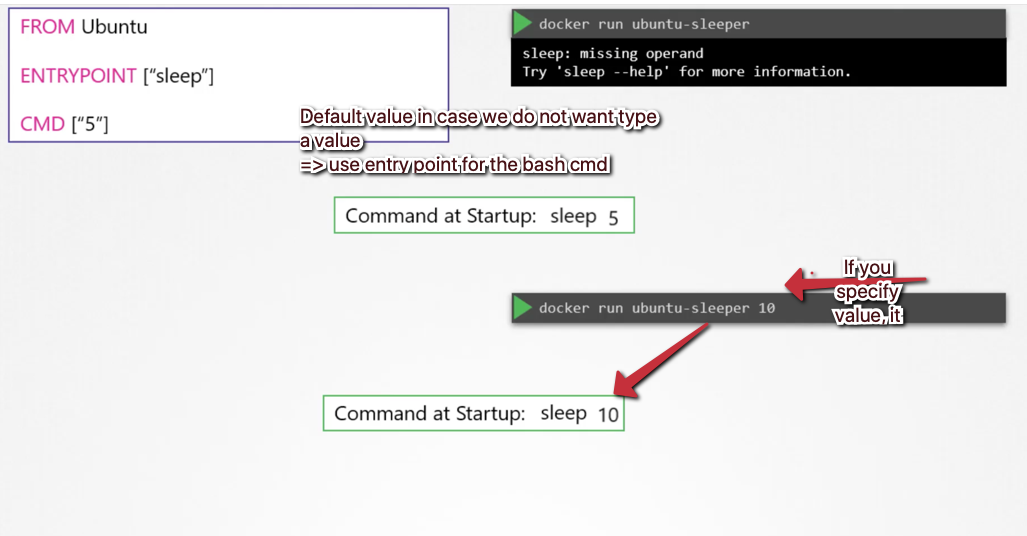 FROM Ubuntu
ENTRYPOINT ["sleep"]
CMD ["5"]
docker run ubuntu-sleeper
sleep: missing operand
Try 'sleep --help' for more information.
Default value in case we do not want type
a value
=> use entry point for the bash cmd
Command at Startup: sleep 5
If you
specify
value, it
docker run ubuntu-sleeper 10
Command at Startup: sleep 10